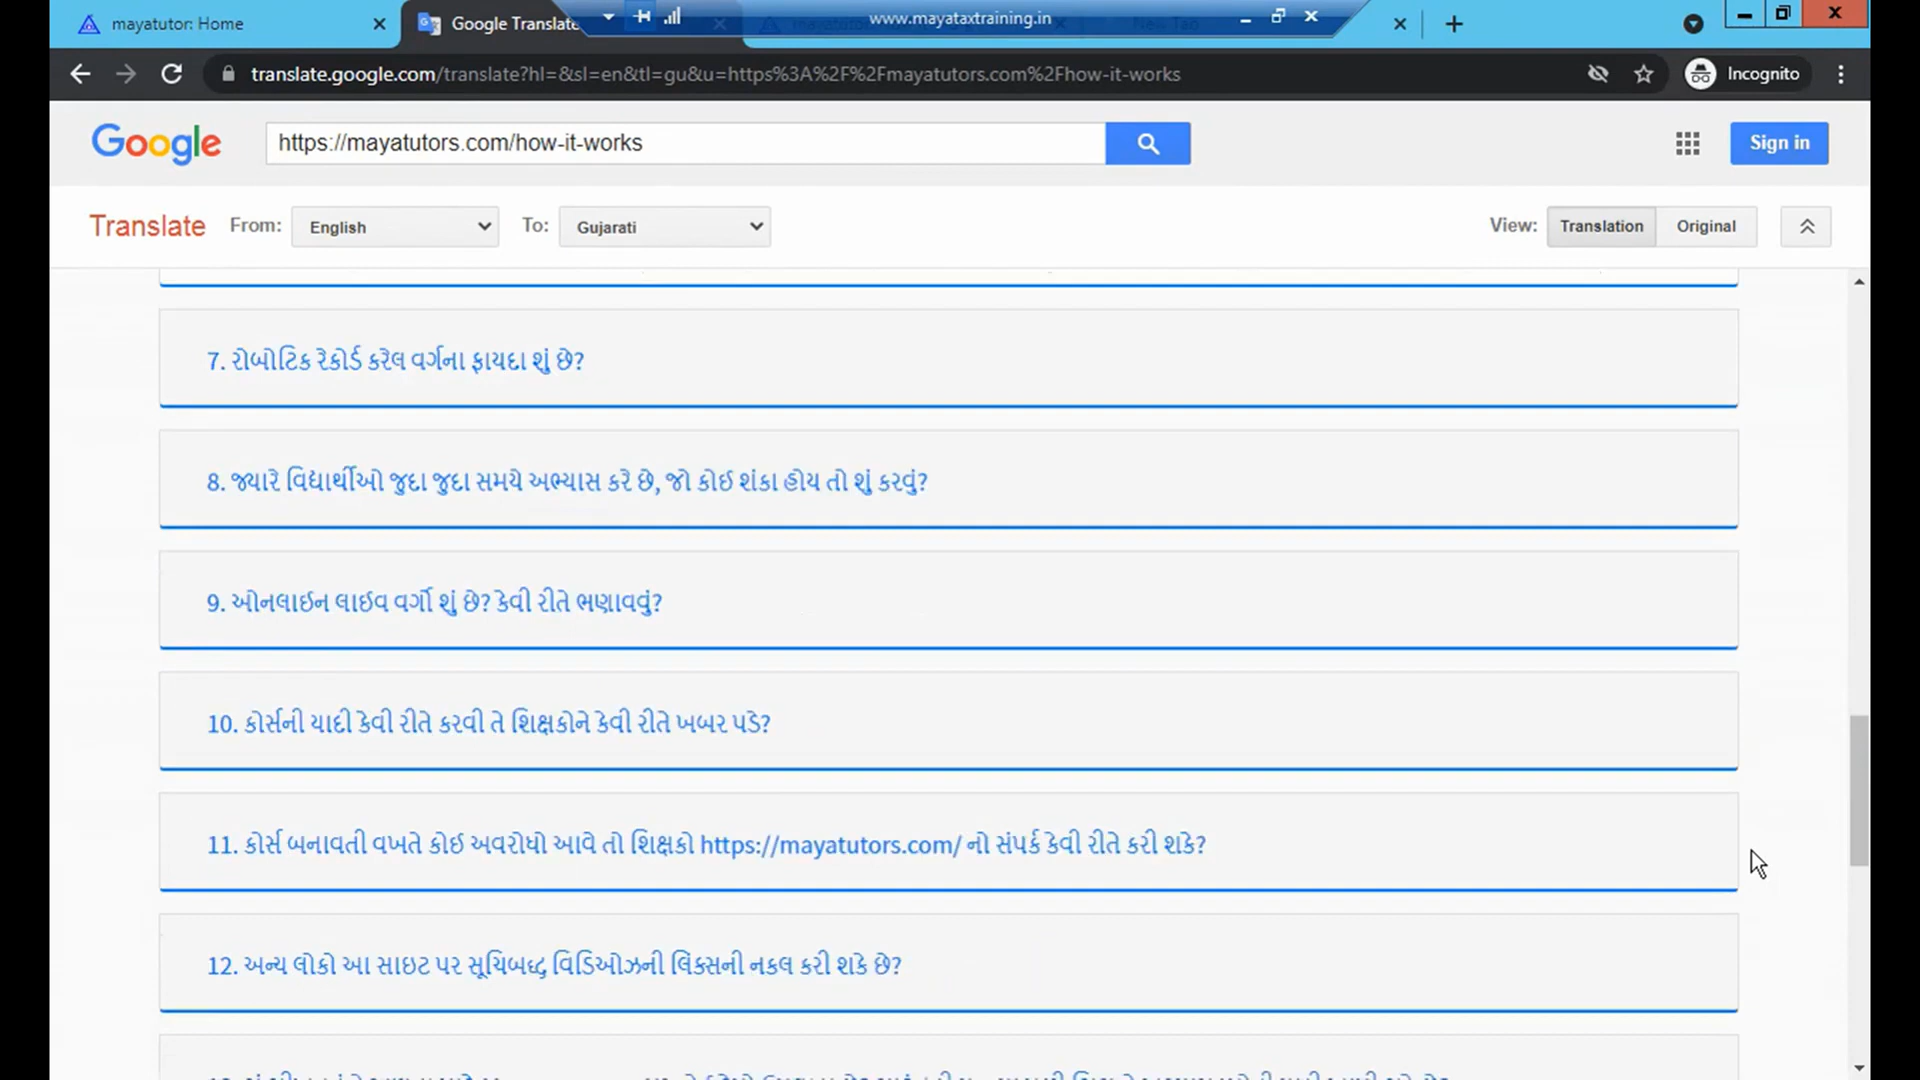 mayatutor: Home
Google Translate
www.mayataxtraining.in
translate.google.com/translate?hl=&sl=en&tl=gu&u=https%3A%2F%2Fmayatutors.com%2Fhow-it-works
Incognito
Google
https://mayatutors.com/how-it-works
Sign in
Translate From: English To: Gujarati View: Translation Original
7. રોબોટિક રેકોર્ડ કરેલ વર્ગના ફાયદા શું છે?
8. જ્યારે વિદ્યાર્થીઓ જુદા જુદા સમયે અભ્યાસ કરે છે, જો કોઈ શંકા હોય તો શું કરવું?
9. ઓનલાઈન લાઈવ વર્ગો શું છે? કેવી રીતે ભણાવવું?
10. કોર્સની યાદી કેવી રીતે કરવી તે શિક્ષકોને કેવી રીતે ખબર પડે?
11. કોર્સ બનાવતી વખતે કોઈ અવરોધો આવે તો શિક્ષકો https://mayatutors.com/ નો સંપર્ક કેવી રીતે કરી શકે?
12. અન્ય લોકો આ સાઇટ પર સૂચિબદ્ધ વિડિઓઝની લિંક્સની નકલ કરી શકે છે?